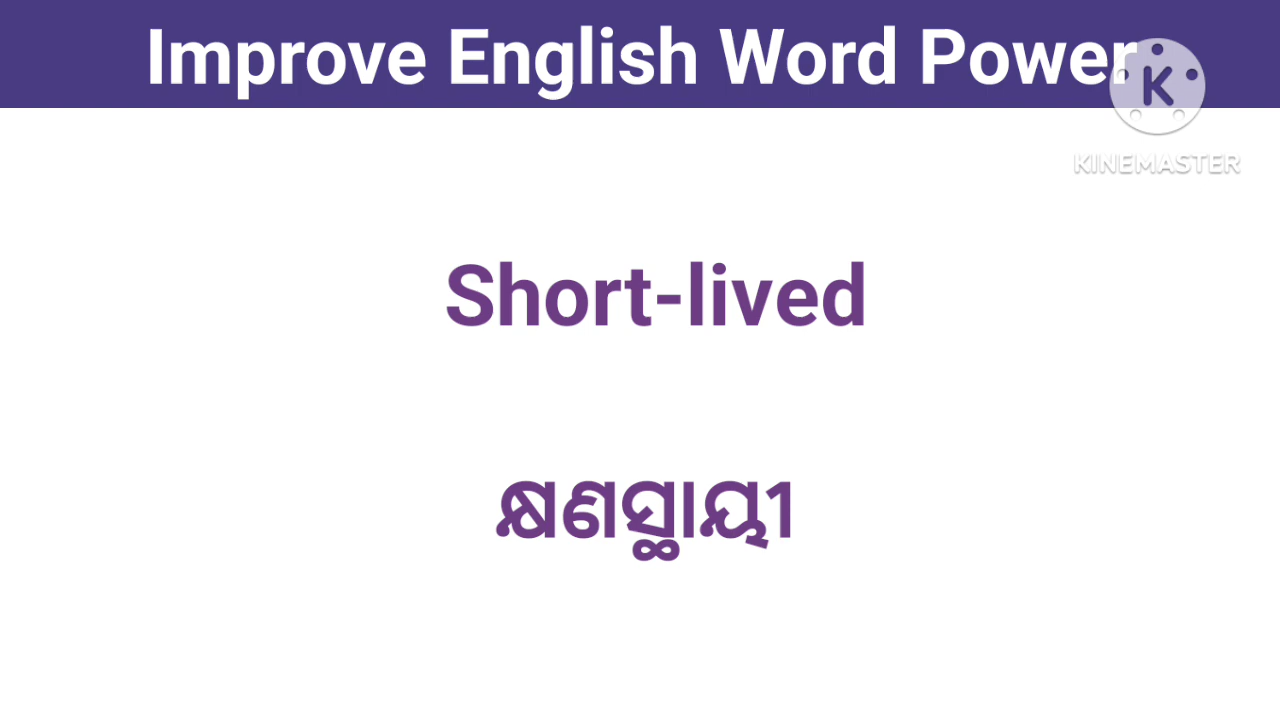 Improve English Word Power
K
KINEMASTER
Short-lived
କ୍ଷଣସ୍ଥାୟୀ